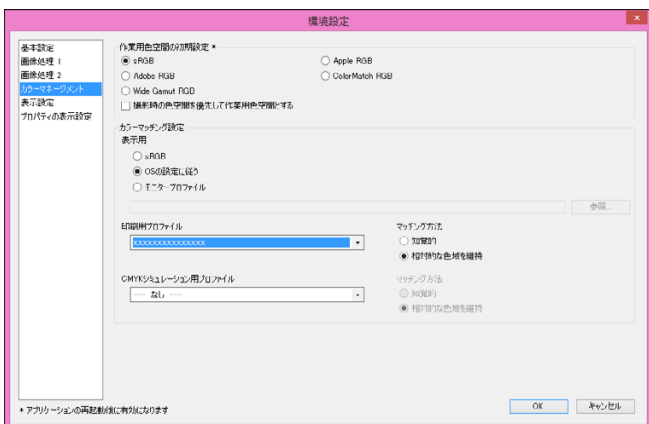 環境設定
基本設定
画像処理 1
画像処理 2
カラーマネージメント
表示設定
プロパティの表示設定
作業用色空間の初期設定 *
sRGB
Apple RGB
Adobe RGB
ColorMatch RGB
Wide Gamut RGB
撮影時の色空間を優先して作業用色空間とする
カラーマッチング設定
表示用
sRGB
OSの設定に従う
モニタープロファイル
参照...
印刷用プロファイル
マッチング方法
xxxxxxxxxxxxxxx
知覚的
相対的な色域を維持
CMYKシミュレーション用プロファイル
マッチング方法
--- なし ---
知覚的
相対的な色域を維持
* アプリケーションの再起動後に有効になります
OK
キャンセル